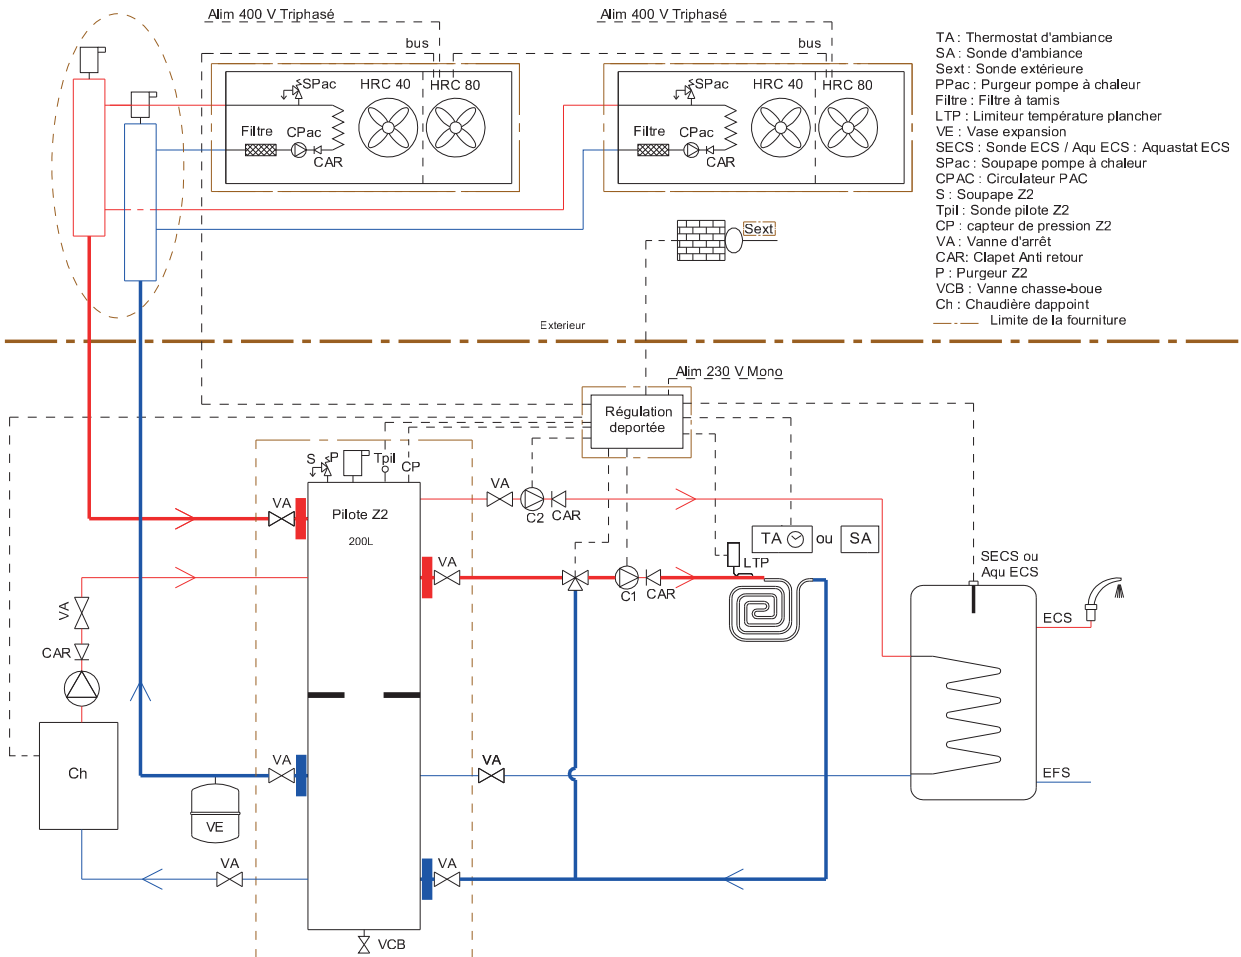 Alim 400 V Triphasé
Alim 400 V Triphasé
bus
bus
SPac
HRC 40
HRC 80
Filtre
CPac
CAR
SPac
HRC 40
HRC 80
Filtre
CPac
CAR
TA : Thermostat d'ambiance
SA : Sonde d'ambiance
Sext : Sonde extérieure
PPac : Purgeur pompe à chaleur
Filtre : Filtre à tamis
LTP : Limiteur température plancher
VE : Vase expansion
SECS : Sonde ECS / Aqu ECS : Aquastat ECS
SPac : Soupape pompe à chaleur
CPAC : Circulateur PAC
S : Soupape Z2
Tpil : Sonde pilote Z2
CP : capteur de pression Z2
VA : Vanne d'arrêt
CAR: Clapet Anti retour
P : Purgeur Z2
VCB : Vanne chasse-boue
Ch : Chaudière dappoint
Limite de la fourniture
Sext
Exterieur
Alim 230 V Mono
Régulation
déportée
S
P
Tpil
CP
VA
Pilote Z2
200L
VA
C2
CAR
TA
ou
SA
VA
LTP
C1
CAR
SECS ou
Aqu ECS
ECS
VA
CAR
Ch
VA
VE
VA
EFS
VA
VA
VCB